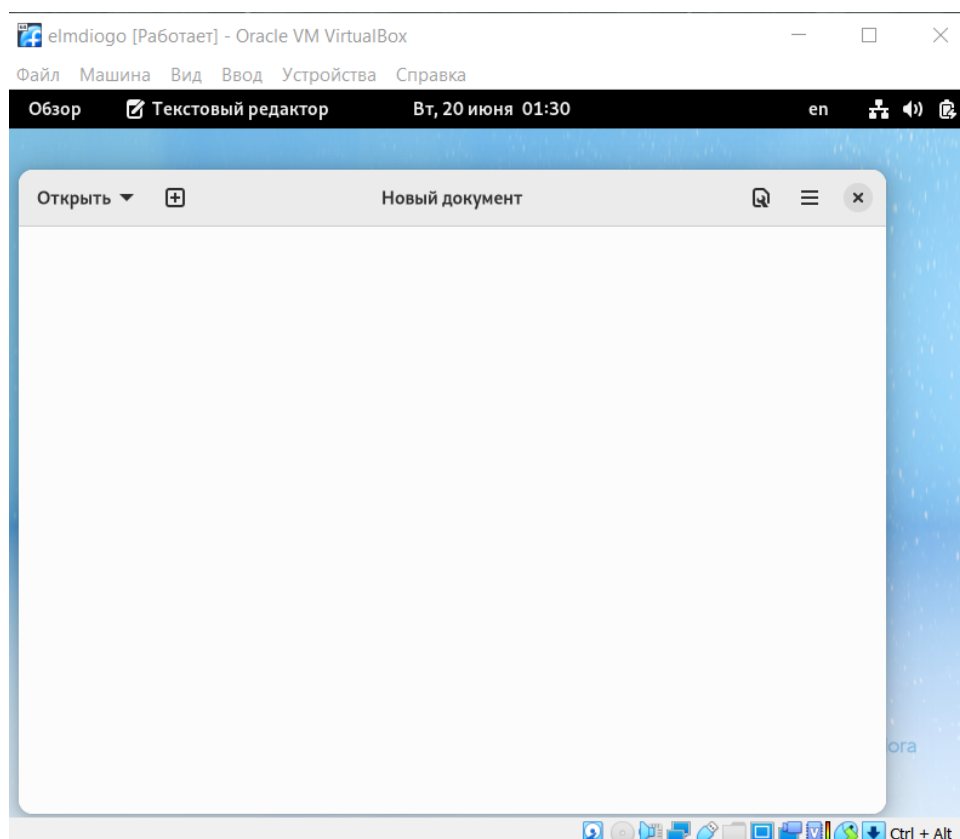 elmdiogo [Работает] - Oracle VM VirtualBox
Файл Машина Вид Ввод Устройства Справка
Обзор Текстовый редактор Вт, 20 июня 01:30 en
Открыть Новый документ
ora
Ctrl + Alt